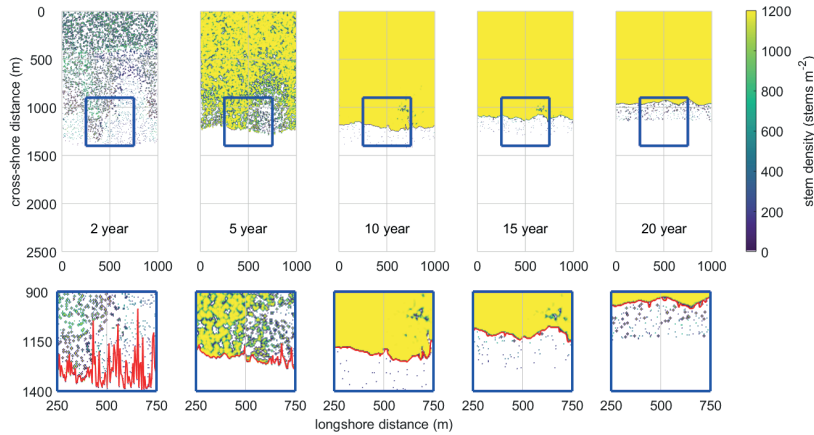 0
500
1000
1500
2000
2500
cross-shore distance (m)
2 year
5 year
10 year
15 year
20 year
0 500 1000
0 500 1000
0 500 1000
0 500 1000
0 500 1000
1200
1000
800
600
400
200
0
stem density (stems m-2)
900
1150
1400
250 500 750
250 500 750
250 500 750
250 500 750
250 500 750
longshore distance (m)